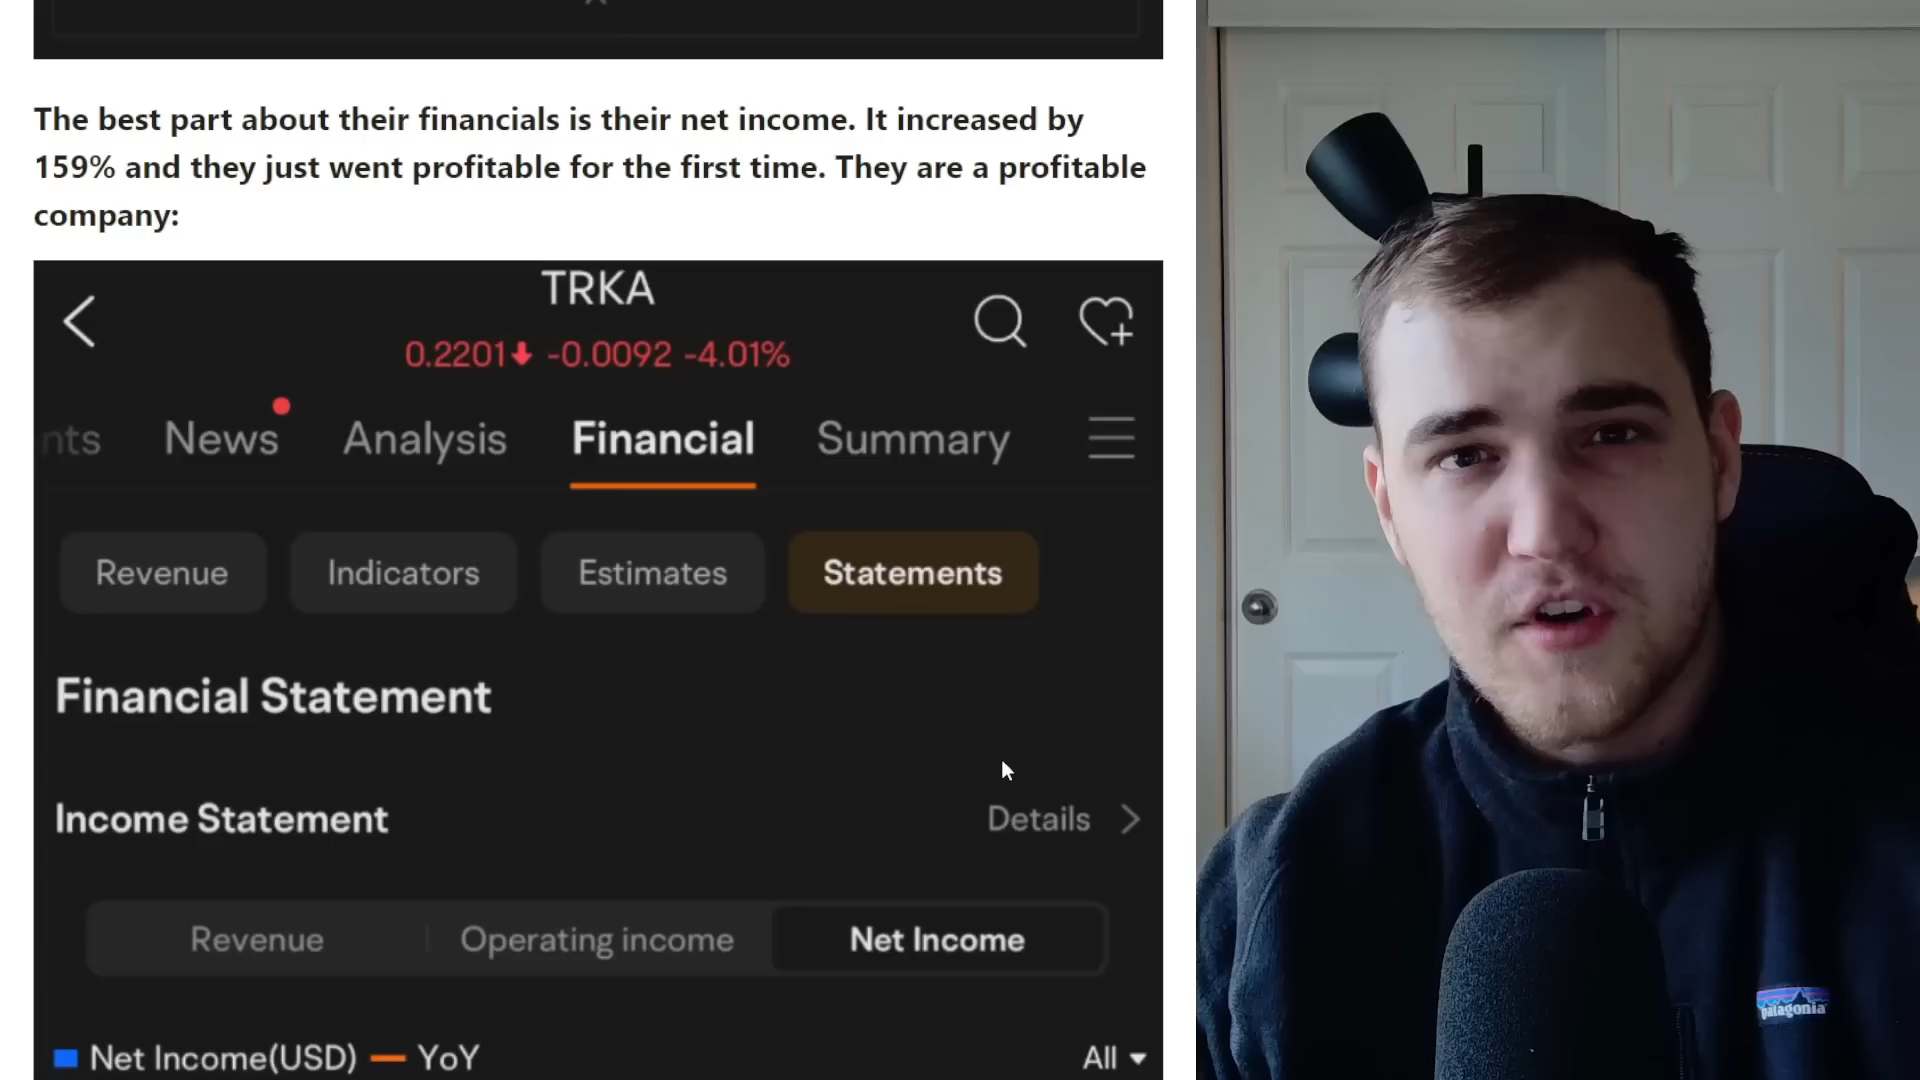 The best part about their financials is their net income. It increased by
159% and they just went profitable for the first time. They are a profitable
company:
TRKA
0.2201 -0.0092 -4.01%
nts News Analysis Financial Summary
Revenue Indicators Estimates Statements
Financial Statement
Income Statement Details
Revenue Operating income Net Income
Net Income(USD) YoY All
patagonia